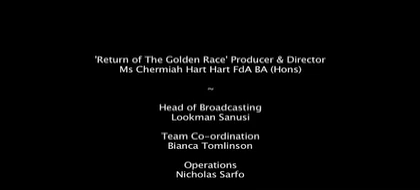 'Return of The Golden Race' Producer & Director
Ms Chermiah Hart Hart FdA BA (Hons)
~
Head of Broadcasting
Lookman Sanusi
Team Co-ordination
Bianca Tomlinson
Operations
Nicholas Sarfo